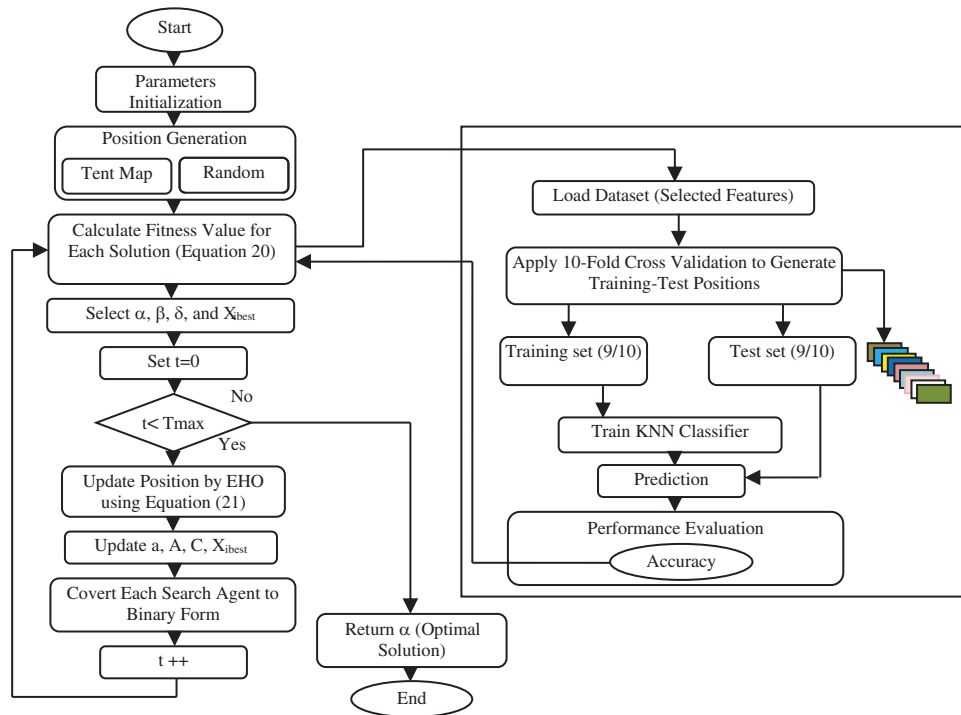 Start
Parameters
Initialization
Position Generation
Tent Map
Random
Calculate Fitness Value for
Each Solution (Equation 20)
Select α, β, δ, and Xibest
Set t=0
No
t< Tmax
Yes
Update Position by EHO
using Equation (21)
Update a, A, C, Xibest
Covert Each Search Agent to
Binary Form
t ++
Return α (Optimal
Solution)
End
Load Dataset (Selected Features)
Apply 10-Fold Cross Validation to Generate
Training-Test Positions
Training set (9/10)
Test set (9/10)
Train KNN Classifier
Prediction
Performance Evaluation
Accuracy